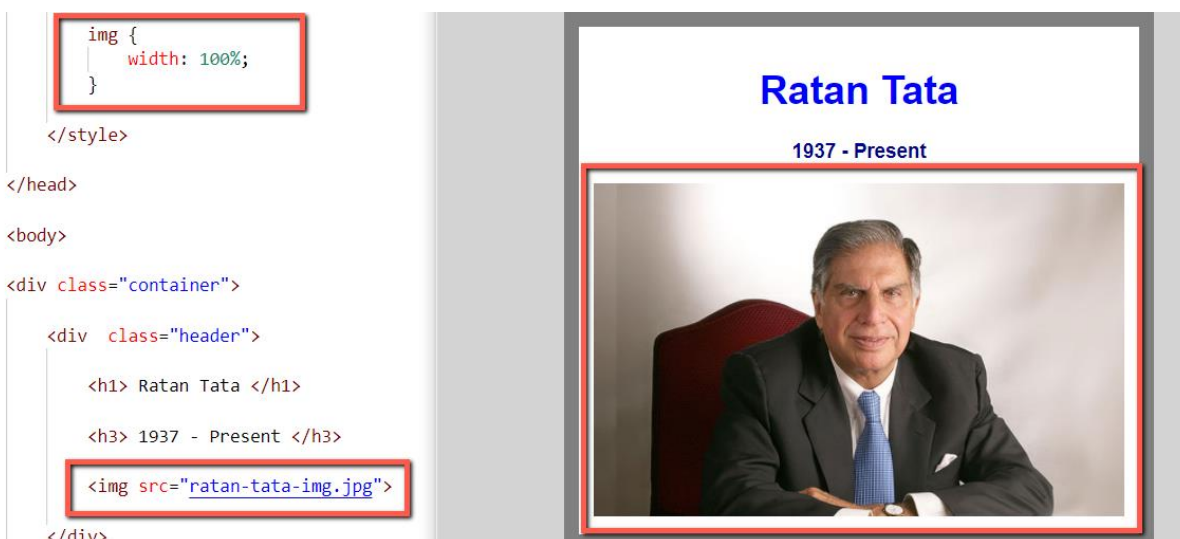 img {
width: 100%;
}
</style>
</head>
<body>
<div class="container">
<div  class="header">
<h1> Ratan Tata </h1>
<h3> 1937 - Present </h3>
<img src="ratan-tata-img.jpg">
</div>
Ratan Tata
1937 - Present